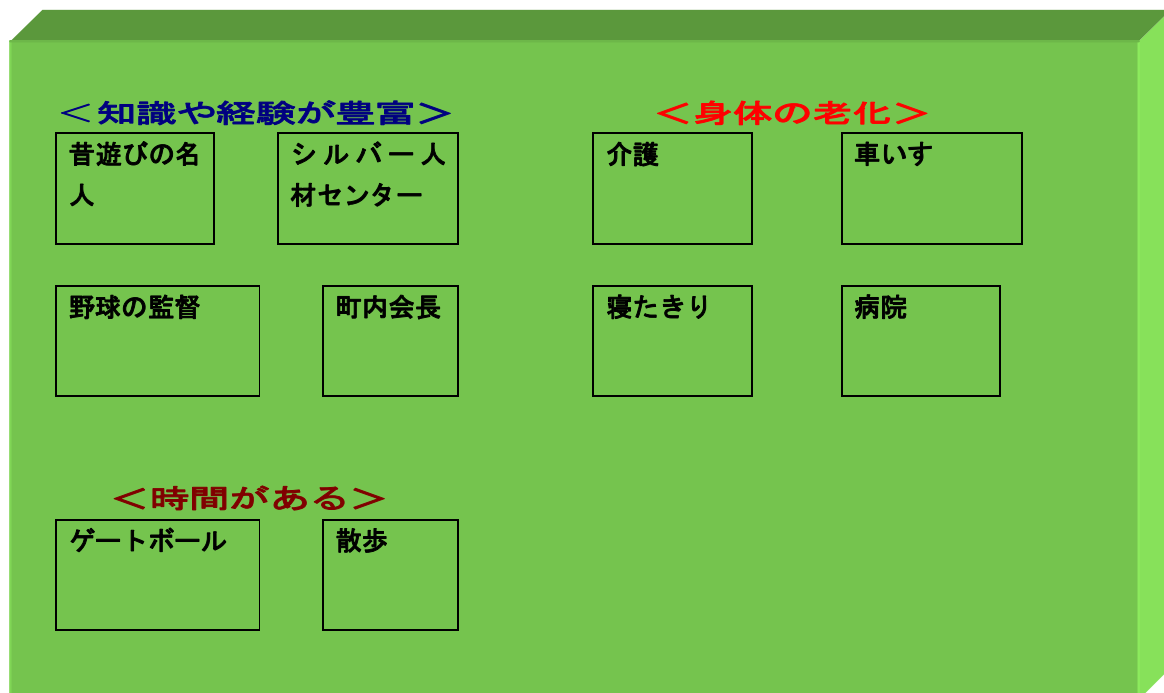 ＜知識や経験が豊富＞
昔遊びの名
人
シルバー人
材センター
野球の監督
町内会長
＜身体の老化＞
介護
車いす
寝たきり
病院
＜時間がある＞
ゲートボール
散歩